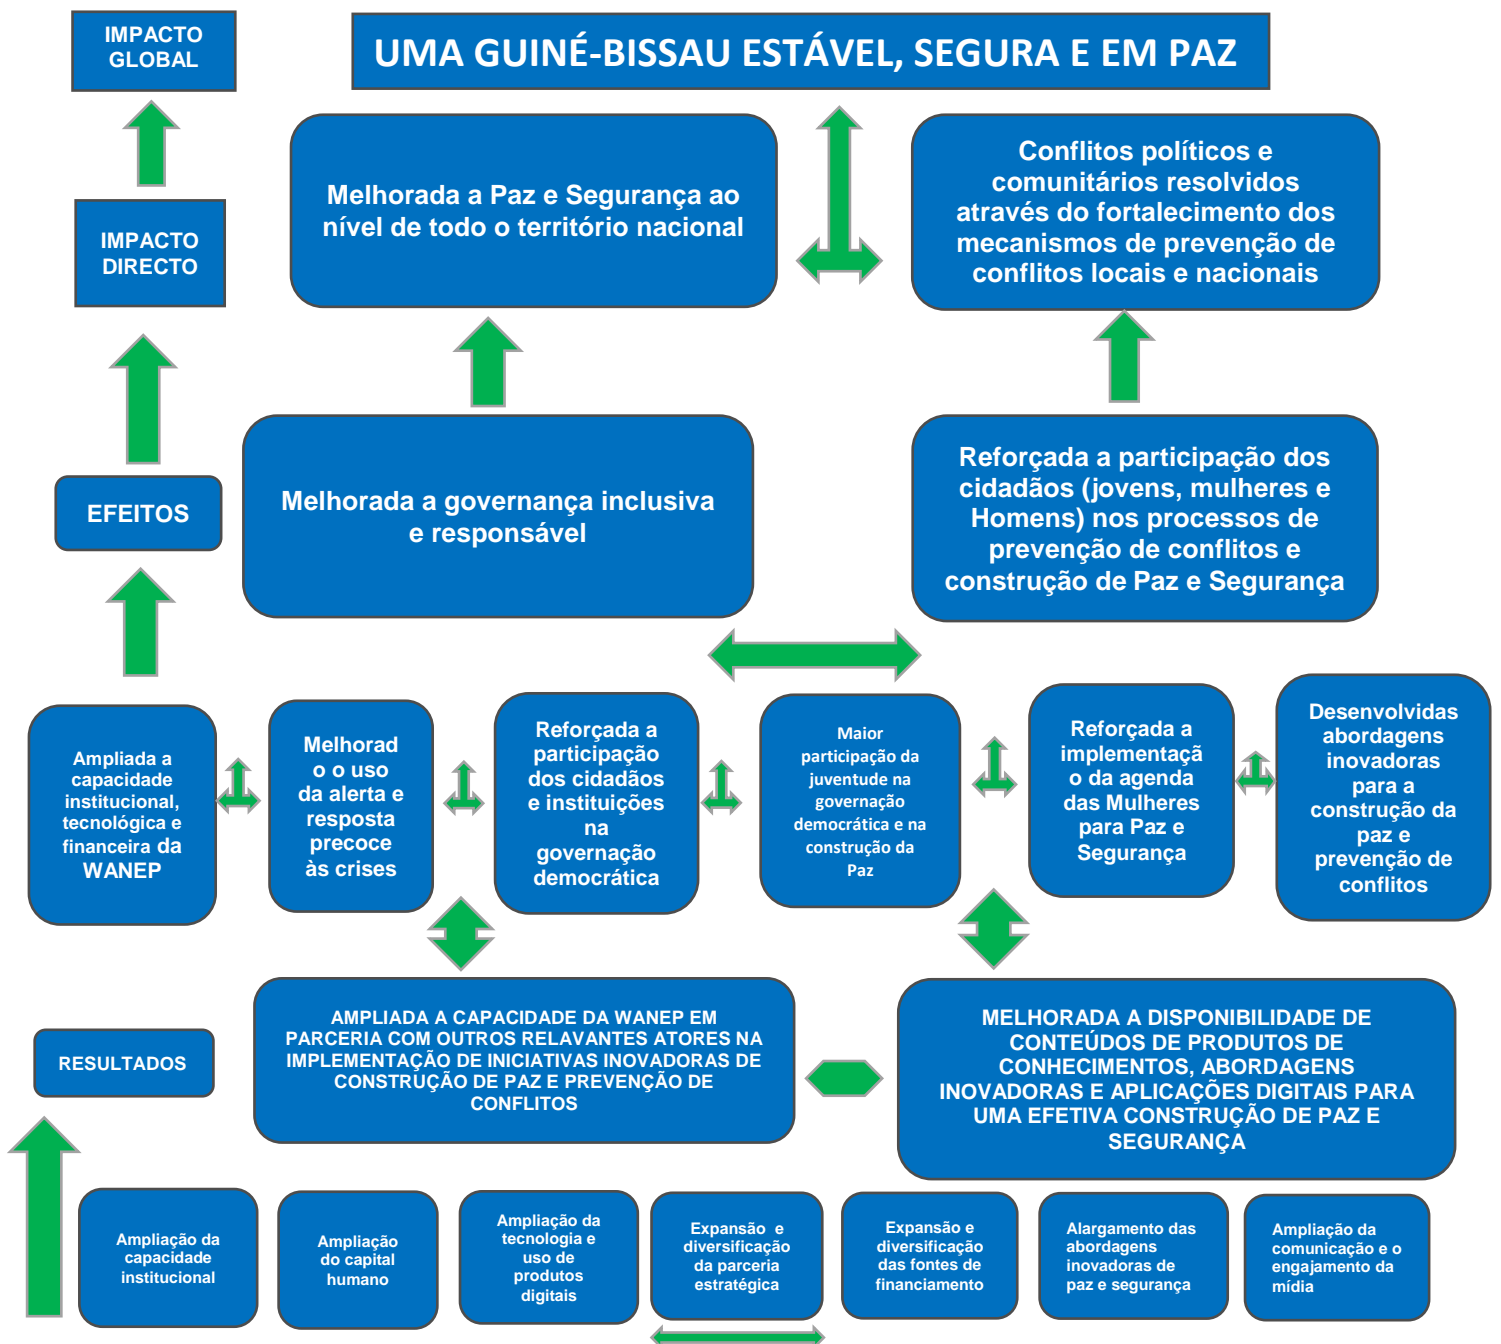 IMPACTO
GLOBAL
UMA GUINÉ-BISSAU ESTÁVEL, SEGURA E EM PAZ
Melhorada a Paz e Segurança ao
nível de todo o território nacional
Conflitos políticos e
comunitários resolvidos
através do fortalecimento dos
mecanismos de prevenção de
conflitos locais e nacionais
IMPACTO
DIRECTO
EFEITOS
Melhorada a governança inclusiva
e responsável
Reforçada a participação dos
cidadãos (jovens, mulheres e
Homens) nos processos de
prevenção de conflitos e
construção de Paz e Segurança
Ampliada a
capacidade
institucional,
tecnológica e
financeira da
WANEP
Melhorad
o o uso
da alerta e
resposta
precoce
às crises
Reforçada a
participação
dos cidadãos
e instituições
na
governação
democrática
Maior
participação da
juventude na
governação
democrática e na
construção da
Paz
Reforçada a
implementaçã
o da agenda
das Mulheres
para Paz e
Segurança
Desenvolvidas
abordagens
inovadoras
para a
construção da
paz e
prevenção de
conflitos
RESULTADOS
AMPLIADA A CAPACIDADE DA WANEP EM
PARCERIA COM OUTROS RELAVANTES ATORES NA
IMPLEMENTAÇÃO DE INICIATIVAS INOVADORAS DE
CONSTRUÇÃO DE PAZ E PREVENÇÃO DE
CONFLITOS
MELHORADA A DISPONIBILIDADE DE
CONTEÚDOS DE PRODUTOS DE
CONHECIMENTOS, ABORDAGENS
INOVADORAS E APLICAÇÕES DIGITAIS PARA
UMA EFETIVA CONSTRUÇÃO DE PAZ E
SEGURANÇA
Ampliação da
capacidade
institucional
Ampliação
do capital
humano
Ampliação da
tecnologia e
uso de
produtos
digitais
Expansão e
diversificação
da parceria
estratégica
Expansão e
diversificação
das fontes de
financiamento
Alargamento das
abordagens
inovadoras de
paz e segurança
Ampliação da
comunicação e o
engajamento da
mídia